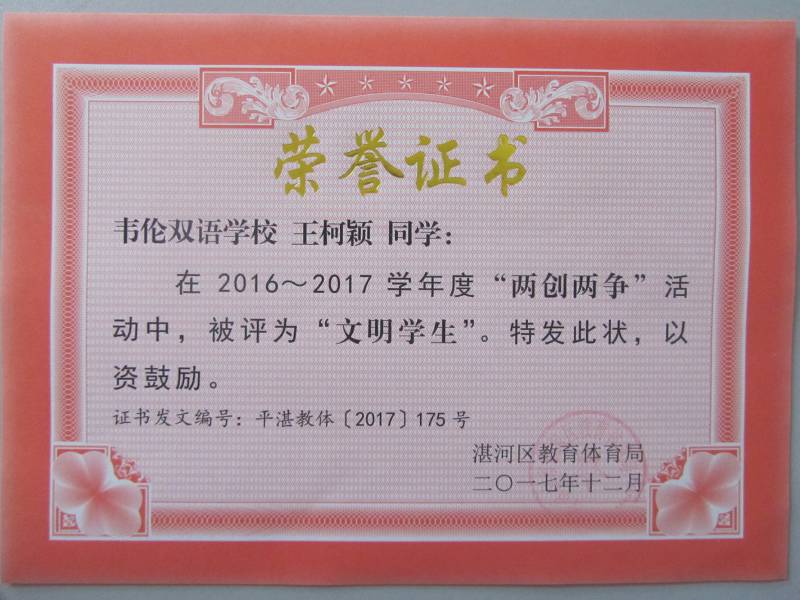 荣誉证书
韦伦双语学校 王柯颖 同学：
在 2016～2017 学年度“两创两争”活
动中，被评为“文明学生”。特发此状，以
资鼓励。
证书发文编号：平湛教体〔2017〕175 号
湛河区教育体育局
二〇一七年十二月